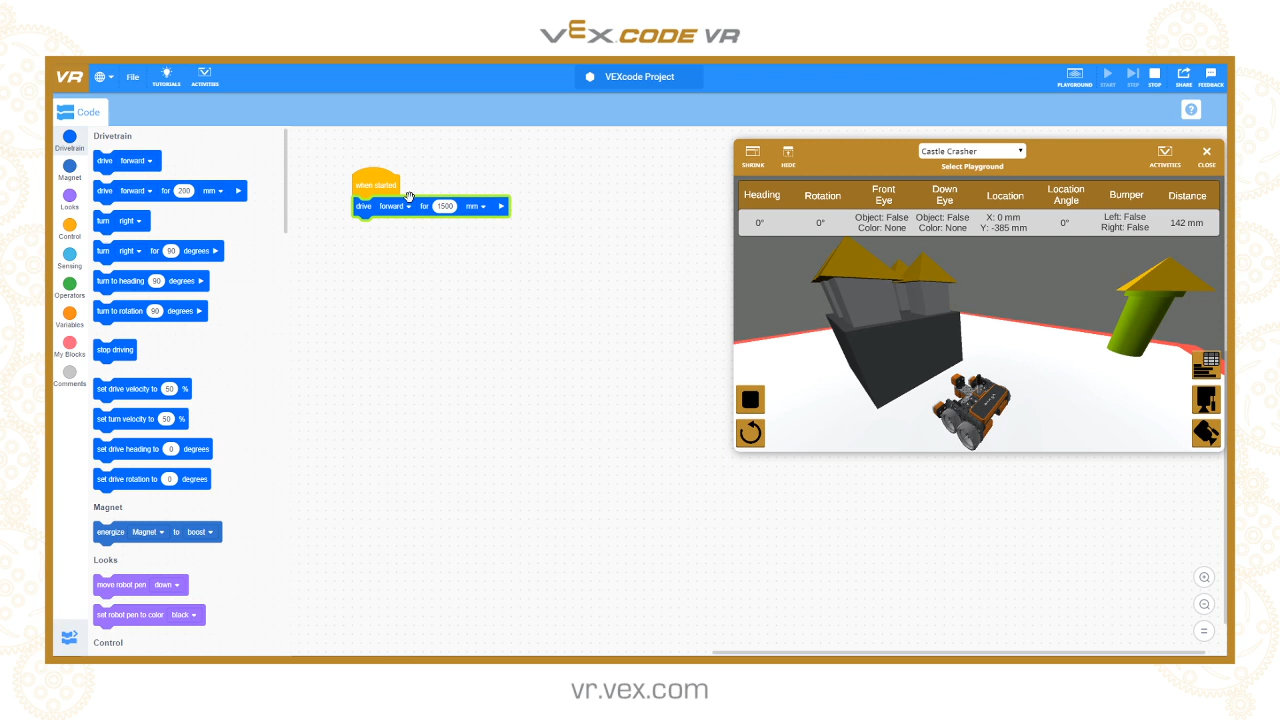 VEX CODE VR
VR
File
TUTORIALS
ACTIVITIES
VEXcode Project
PLAYGROUND
START
STEP
STOP
SHARE
FEEDBACK
Code
?
Drivetrain
Magnet
Looks
Control
Sensing
Operators
Variables
My Blocks
Comments
Drivetrain
drive forward
drive forward for 200 mm
turn right
turn right for 90 degrees
turn to heading 90 degrees
turn to rotation 90 degrees
stop driving
set drive velocity to 50 %
set turn velocity to 50 %
set drive heading to 0 degrees
set drive rotation to 0 degrees
Magnet
energize Magnet to boost
Looks
move robot pen down
set robot pen to color black
Control
when started
drive forward for 1500 mm
SHRINK
HIDE
Castle Crasher
Select Playground
ACTIVITIES
CLOSE
Heading Rotation Front Eye Down Eye Location Location Angle Bumper Distance
0° 0° Object: False Object: False X: 0 mm 0° Left: False 142 mm
Color: None Color: None Y: -385 mm Right: False
vr.vex.com